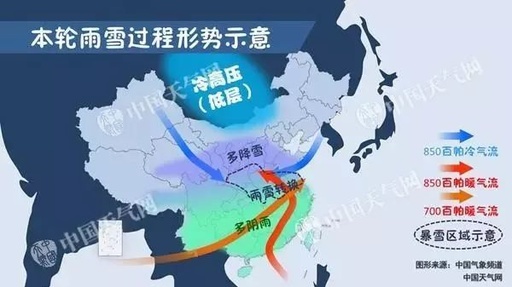 本轮雨雪过程形势示意
冷高压
(低层)
多降雪
雨雪转换
多阴雨
850百帕冷气流
850百帕暖气流
700百帕暖气流
暴雪区域示意
图形来源：中国气象频道
中国天气网
中国天气网
中国天气网
中国天气网